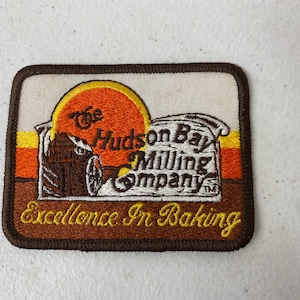 The
Hudson Bay
Milling
Company TM
Excellence In Baking